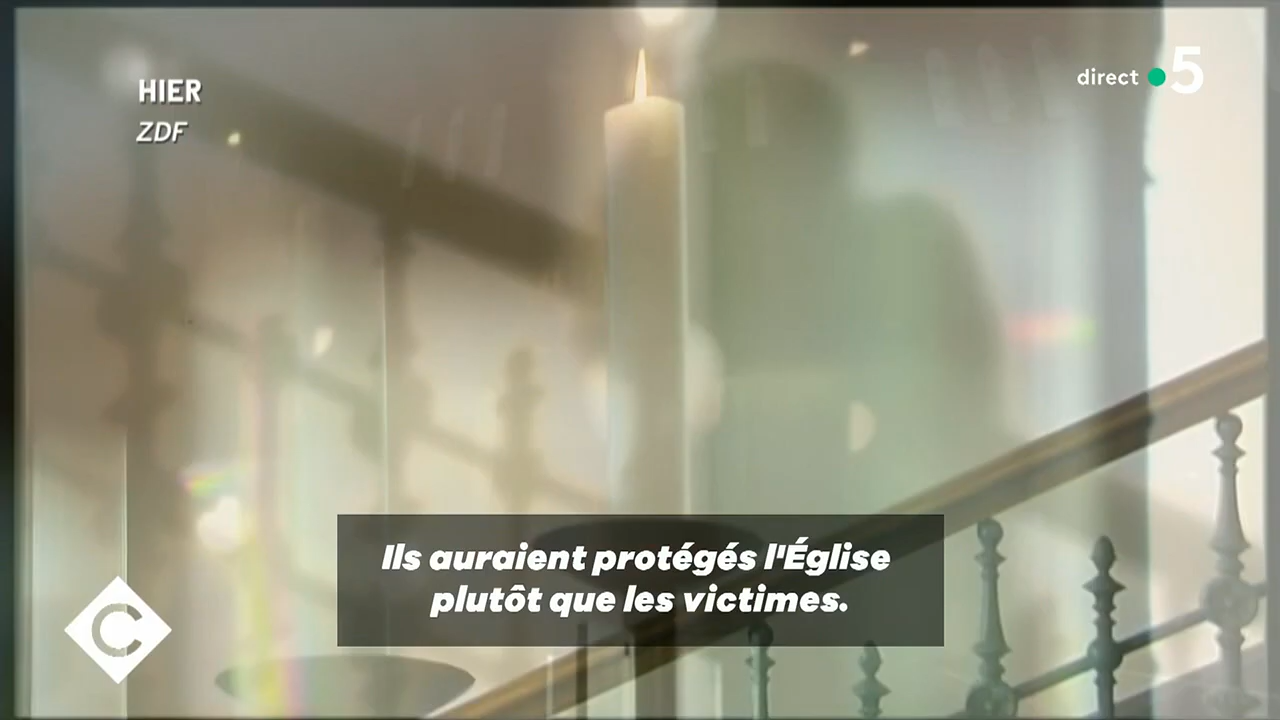 HIER
ZDF
direct 5
Ils auraient protégés l'Église
plutôt que les victimes.
C